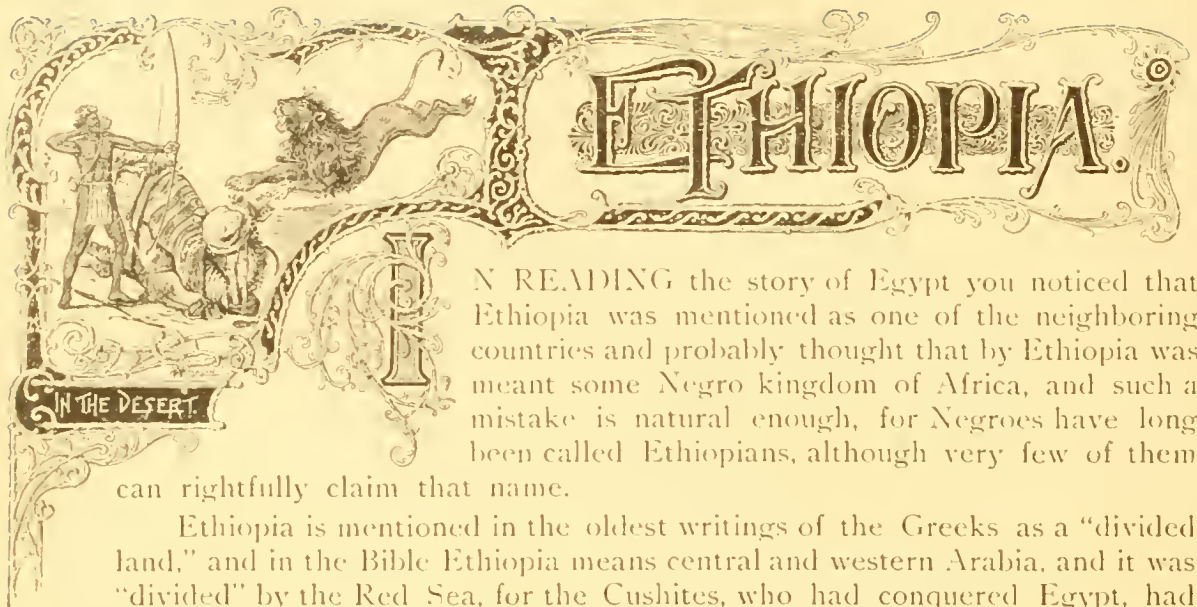 ETHIOPIA.
IN THE DESERT.
IN READING the story of Egypt you noticed that
Ethiopia was mentioned as one of the neighboring
countries and probably thought that by Ethiopia was
meant some Negro kingdom of Africa, and such a
mistake is natural enough, for Negroes have long
been called Ethiopians, although very few of them
can rightfully claim that name.
Ethiopia is mentioned in the oldest writings of the Greeks as a “divided
land,” and in the Bible Ethiopia means central and western Arabia, and it was
“divided” by the Red Sea, for the Cushites, who had conquered Egypt, had